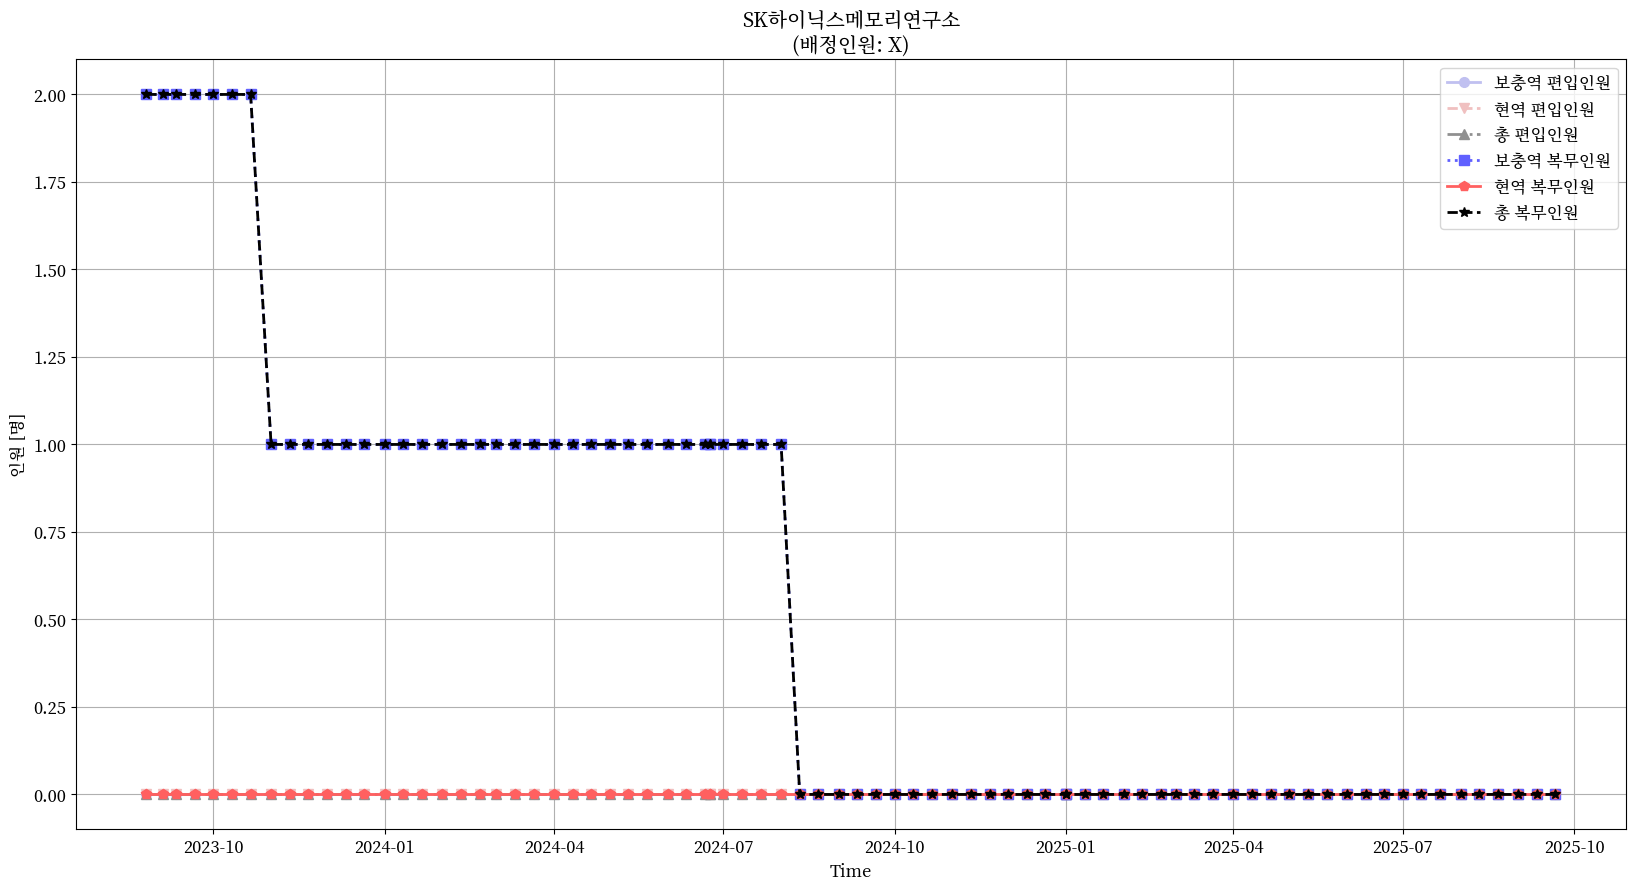 SK하이닉스메모리연구소
(배정인원: X)
보충역 편입인원
현역 편입인원
총 편입인원
보충역 복무인원
현역 복무인원
총 복무인원
인원 [명]
2.00
1.75
1.50
1.25
1.00
0.75
0.50
0.25
0.00
2023-10
2024-01
2024-04
2024-07
2024-10
2025-01
2025-04
2025-07
2025-10
Time